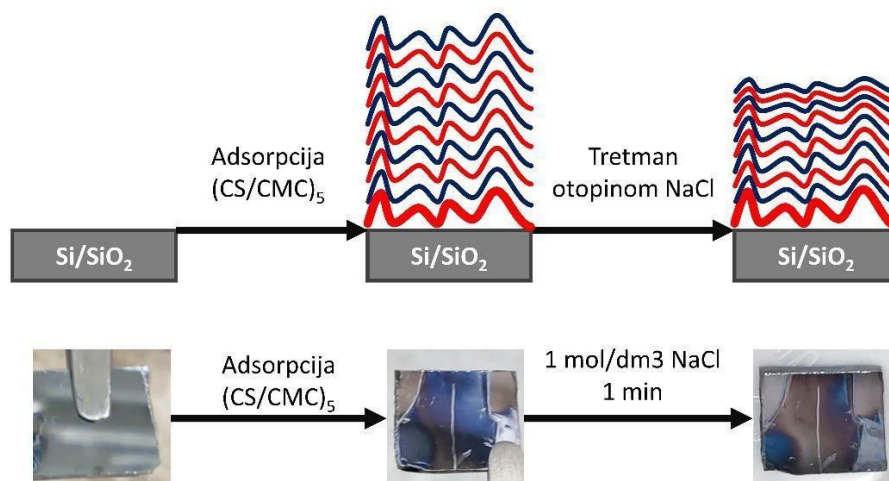 Adsorpcija
(CS/CMC)₅
Tretman
otopinom NaCl
Si/SiO₂
Si/SiO₂
Si/SiO₂
Adsorpcija
(CS/CMC)₅
1 mol/dm3 NaCl
1 min